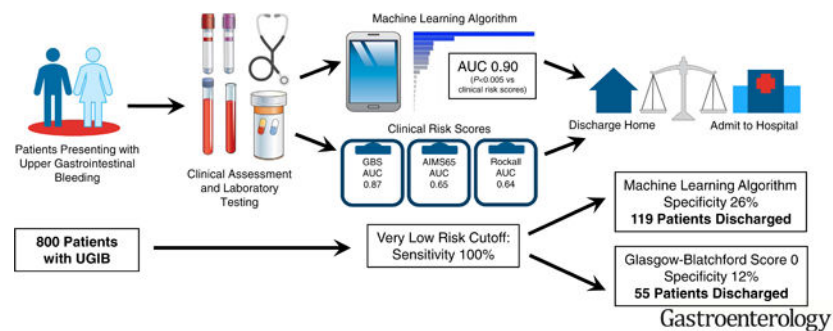 Machine Learning Algorithm
AUC 0.90
(P<0.005 vs
clinical risk scores)
Patients Presenting with
Upper Gastrointestinal
Bleeding
Clinical Assessment
and Laboratory
Testing
Clinical Risk Scores
GBS
AUC
0.87
AIMS65
AUC
0.65
Rockall
AUC
0.64
Discharge Home
Admit to Hospital
800 Patients
with UGIB
Very Low Risk Cutoff:
Sensitivity 100%
Machine Learning Algorithm
Specificity 26%
119 Patients Discharged
Glasgow-Blatchford Score 0
Specificity 12%
55 Patients Discharged
Gastroenterology